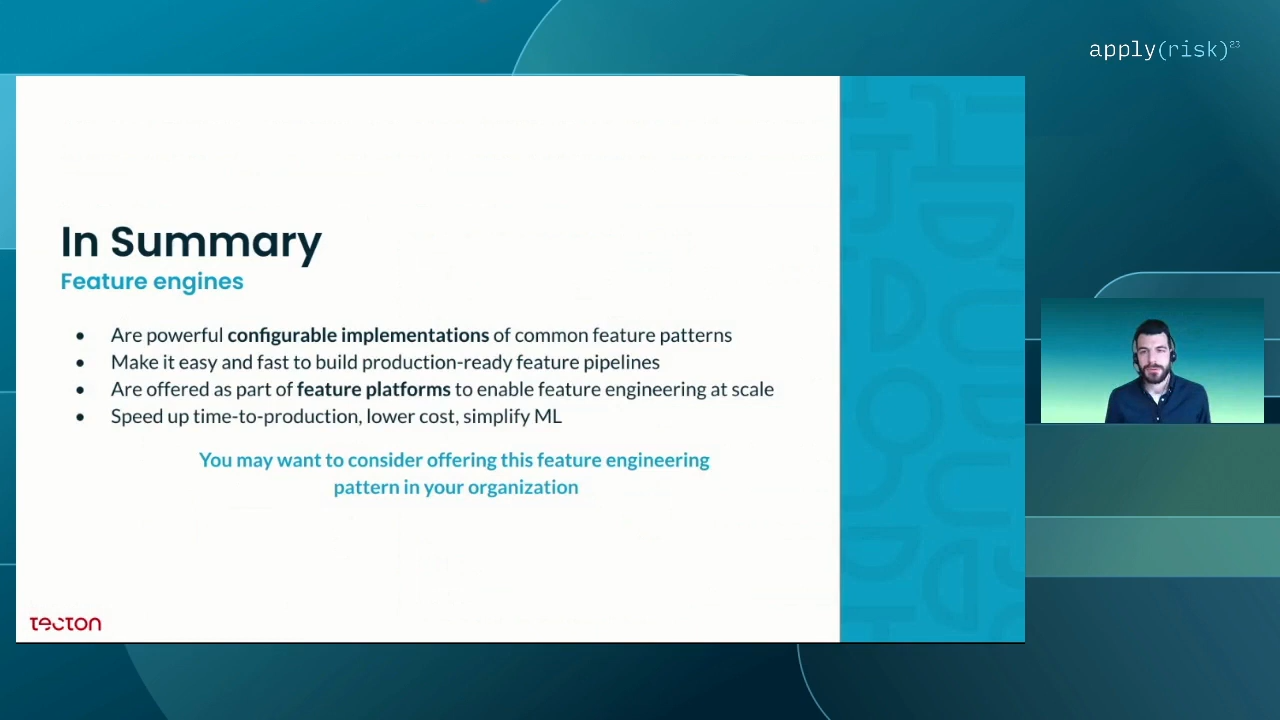 apply(risk)23
In Summary
Feature engines
• Are powerful configurable implementations of common feature patterns
• Make it easy and fast to build production-ready feature pipelines
• Are offered as part of feature platforms to enable feature engineering at scale
• Speed up time-to-production, lower cost, simplify ML
You may want to consider offering this feature engineering
pattern in your organization
tecton